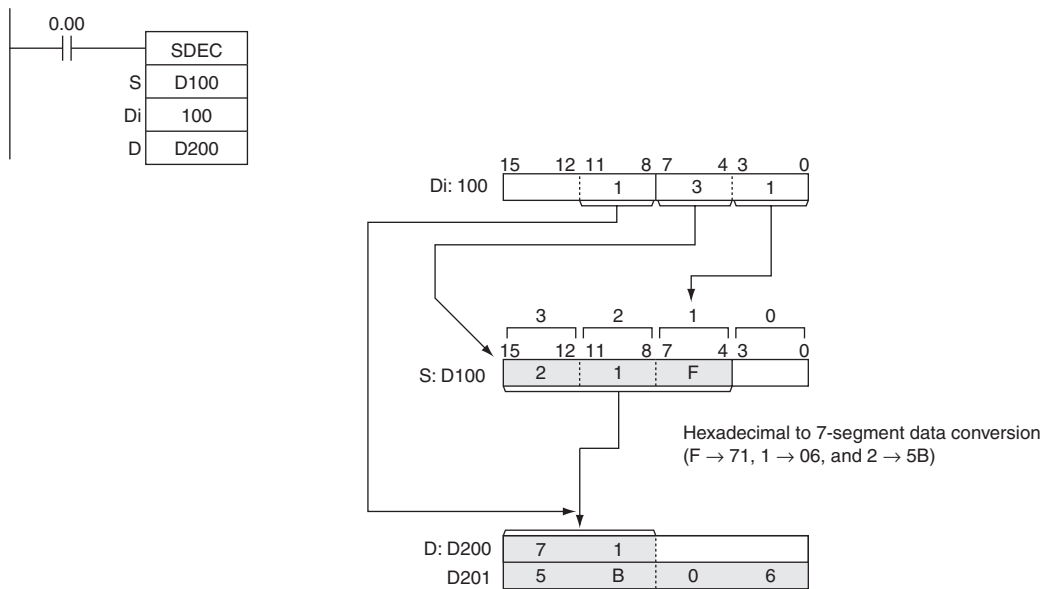 0.00
SDEC
S D100
Di 100
D D200
15 12 11 8 7 4 3 0
Di: 100 1 3 1
3 2 1 0
15 12 11 8 7 4 3 0
S: D100 2 1 F
Hexadecimal to 7-segment data conversion
(F → 71, 1 → 06, and 2 → 5B)
D: D200 7 1
D201 5 B 0 6